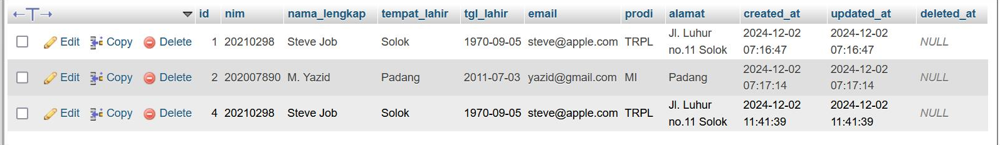 ←T→ id nim nama_lengkap tempat_lahir tgl_lahir email prodi alamat created_at updated_at deleted_at
Edit Copy Delete 1 20210298 Steve Job Solok 1970-09-05 steve@apple.com TRPL Jl. Luhur 2024-12-02 2024-12-02 NULL
no.11 Solok 07:16:47 07:16:47
Edit Copy Delete 2 202007890 M. Yazid Padang 2011-07-03 yazid@gmail.com MI Padang 2024-12-02 2024-12-02 NULL
07:17:14 07:17:14
Edit Copy Delete 4 20210298 Steve Job Solok 1970-09-05 steve@apple.com TRPL Jl. Luhur 2024-12-02 2024-12-02 NULL
no.11 Solok 11:41:39 11:41:39